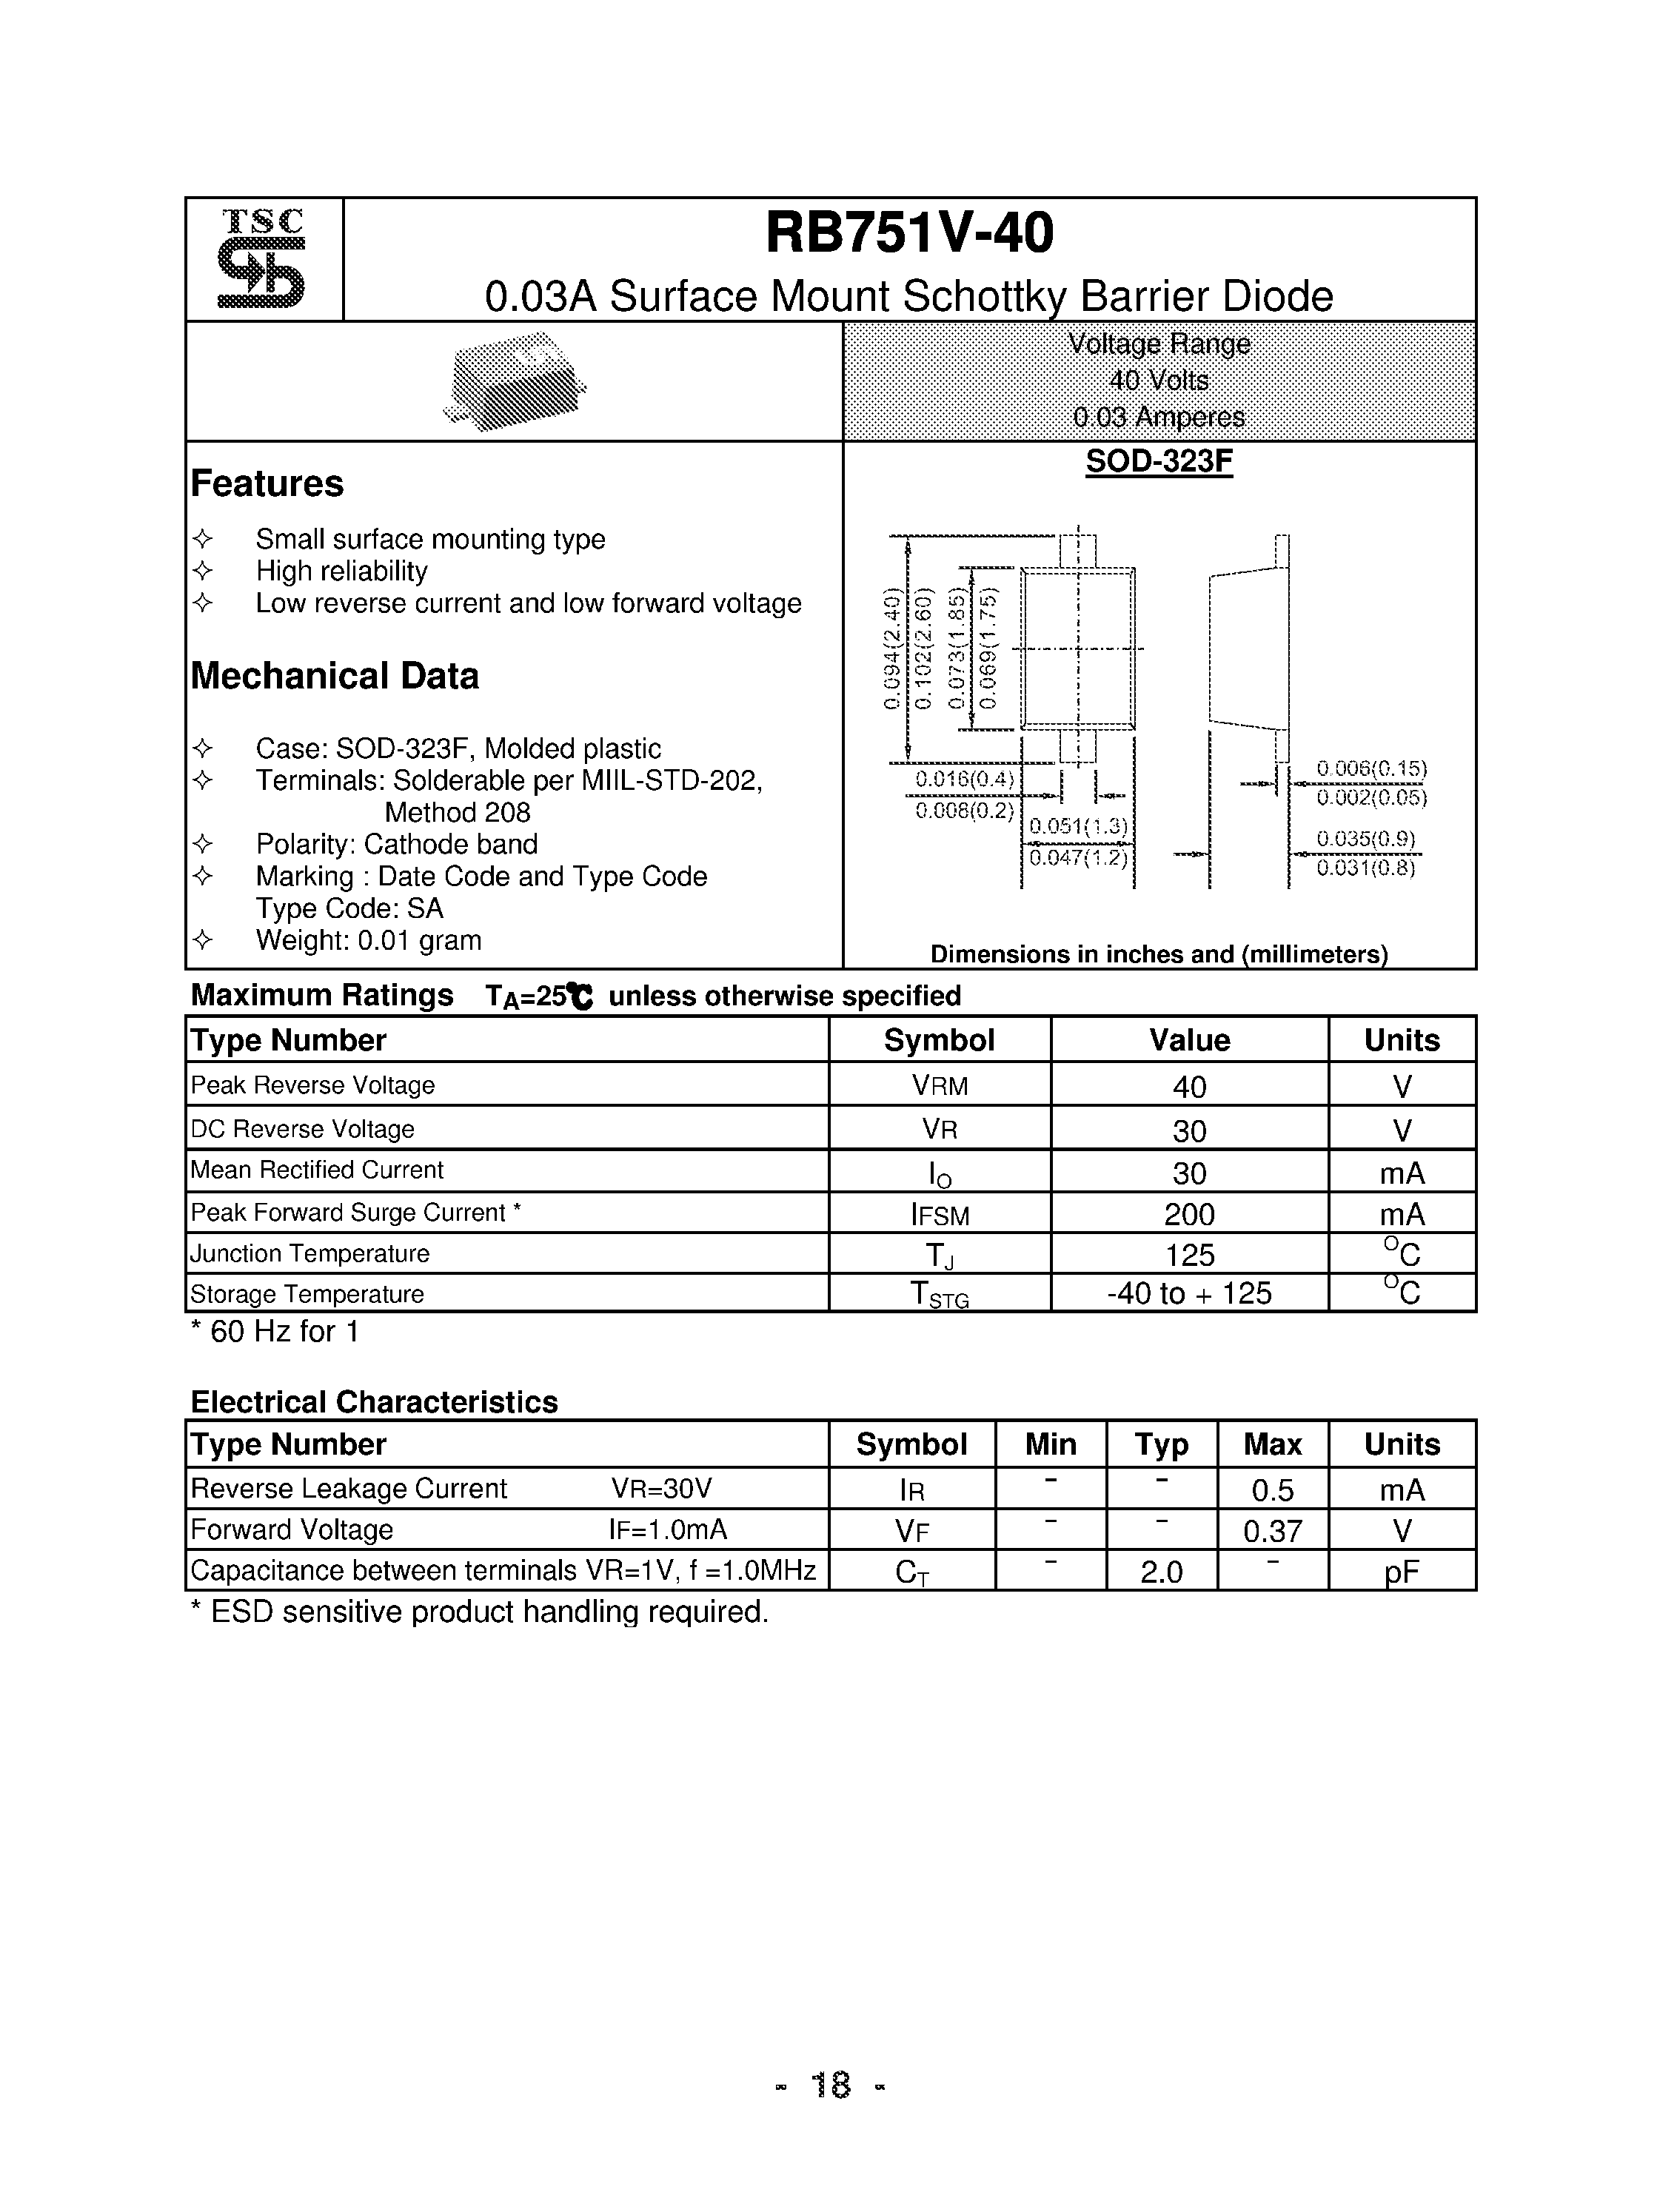 TSC
RB751V-40
0.03A Surface Mount Schottky Barrier Diode
Voltage Range
40 Volts
0.03 Amperes
SOD-323F
Features
✧ Small surface mounting type
✧ High reliability
✧ Low reverse current and low forward voltage
Mechanical Data
✧ Case: SOD-323F, Molded plastic
✧ Terminals: Solderable per MIIL-STD-202,
Method 208
✧ Polarity: Cathode band
✧ Marking : Date Code and Type Code
Type Code: SA
✧ Weight: 0.01 gram
0.094(2.40)
0.102(2.60)
0.073(1.85)
0.069(1.75)
0.016(0.4)
0.008(0.2)
0.051(1.3)
0.047(1.2)
0.006(0.15)
0.002(0.05)
0.035(0.9)
0.031(0.8)
Dimensions in inches and (millimeters)
Maximum Ratings TA=25℃ unless otherwise specified
Type Number Symbol Value Units
Peak Reverse Voltage VRM 40 V
DC Reverse Voltage VR 30 V
Mean Rectified Current IO 30 mA
Peak Forward Surge Current * IFSM 200 mA
Junction Temperature TJ 125 °C
Storage Temperature TSTG -40 to + 125 °C
* 60 Hz for 1
Electrical Characteristics
Type Number Symbol Min Typ Max Units
Reverse Leakage Current VR=30V IR - - 0.5 mA
Forward Voltage IF=1.0mA VF - - 0.37 V
Capacitance between terminals VR=1V, f =1.0MHz CT - 2.0 - pF
* ESD sensitive product handling required.
- 18 -